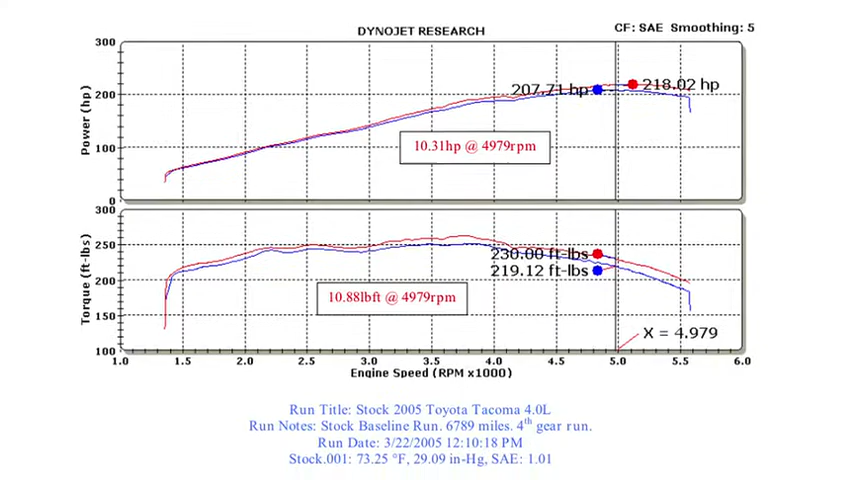 DYNOJET RESEARCH
CF: SAE Smoothing: 5
Power (hp)
300
200
100
0
207.71 hp
218.02 hp
10.31hp @ 4979rpm
Torque (ft-lbs)
300
250
200
150
100
230.00 ft-lbs
219.12 ft-lbs
10.88lbft @ 4979rpm
X = 4.979
1.0 1.5 2.0 2.5 3.0 3.5 4.0 4.5 5.0 5.5 6.0
Engine Speed (RPM x1000)
Run Title: Stock 2005 Toyota Tacoma 4.0L
Run Notes: Stock Baseline Run. 6789 miles. 4th gear run.
Run Date: 3/22/2005 12:10:18 PM
Stock.001: 73.25 °F, 29.09 in-Hg, SAE: 1.01